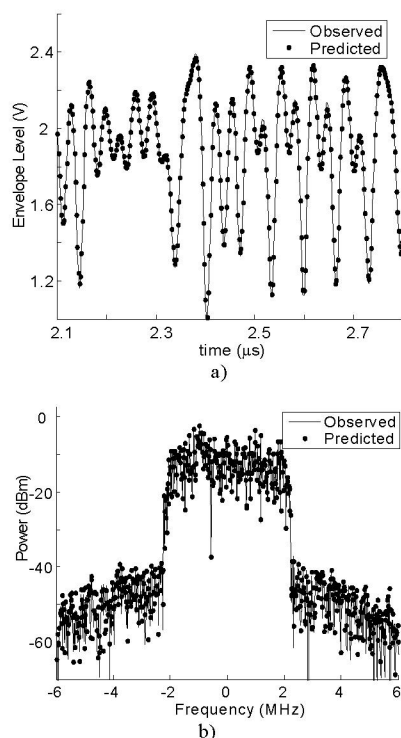 Observed
Predicted
2.4
2
1.6
1.2
Envelope Level (V)
2.1
2.3
2.5
2.7
time (μs)
a)
Observed
Predicted
0
-20
-40
-60
Power (dBm)
-6
-4
-2
0
2
4
6
Frequency (MHz)
b)